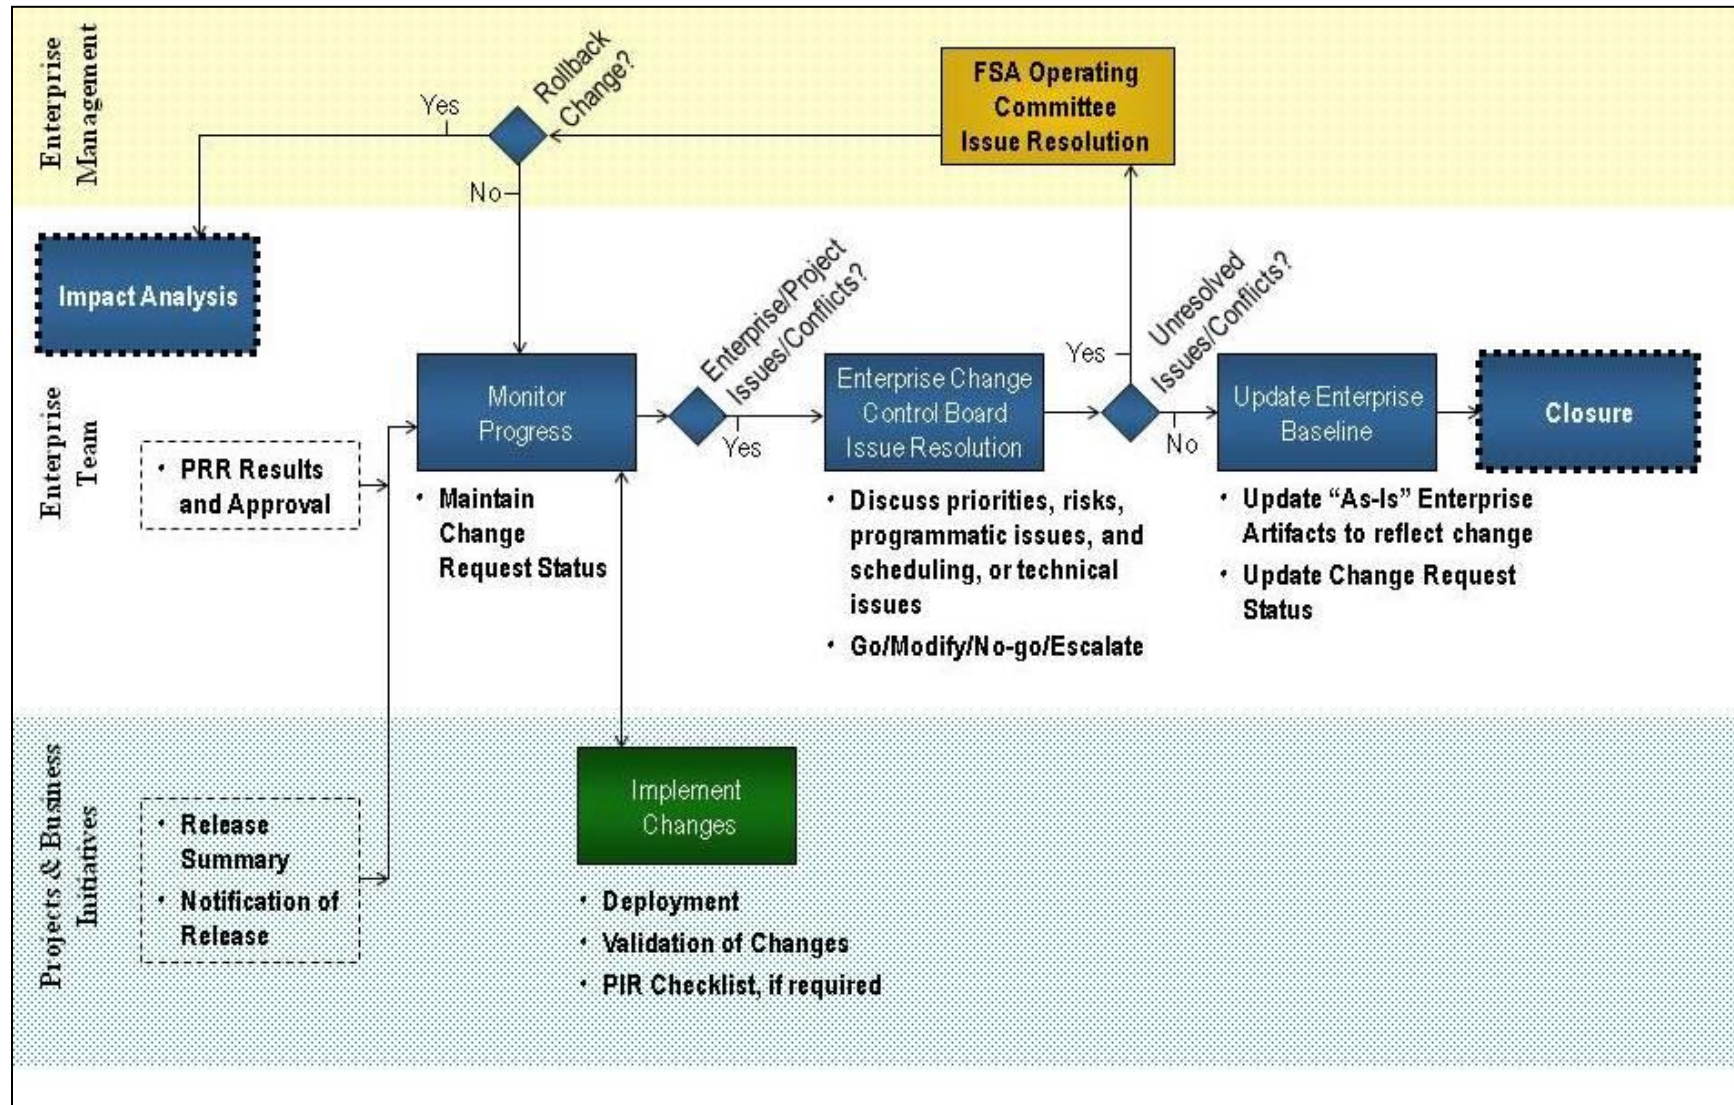 Enterprise
Management
Yes
Rollback
Change?
No
FSA Operating
Committee
Issue Resolution
Enterprise
Team
Impact Analysis
• PRR Results
and Approval
Monitor
Progress
• Maintain
Change
Request Status
Enterprise/Project
Issues/Conflicts?
Yes
Enterprise Change
Control Board
Issue Resolution
• Discuss priorities, risks,
programmatic issues, and
scheduling, or technical
issues
• Go/Modify/No-go/Escalate
Unresolved
Issues/Conflicts?
Yes
No
Update Enterprise
Baseline
• Update “As-Is” Enterprise
Artifacts to reflect change
• Update Change Request
Status
Closure
Projects & Business
Initiatives
• Release
Summary
• Notification of
Release
Implement
Changes
• Deployment
• Validation of Changes
• PIR Checklist, if required